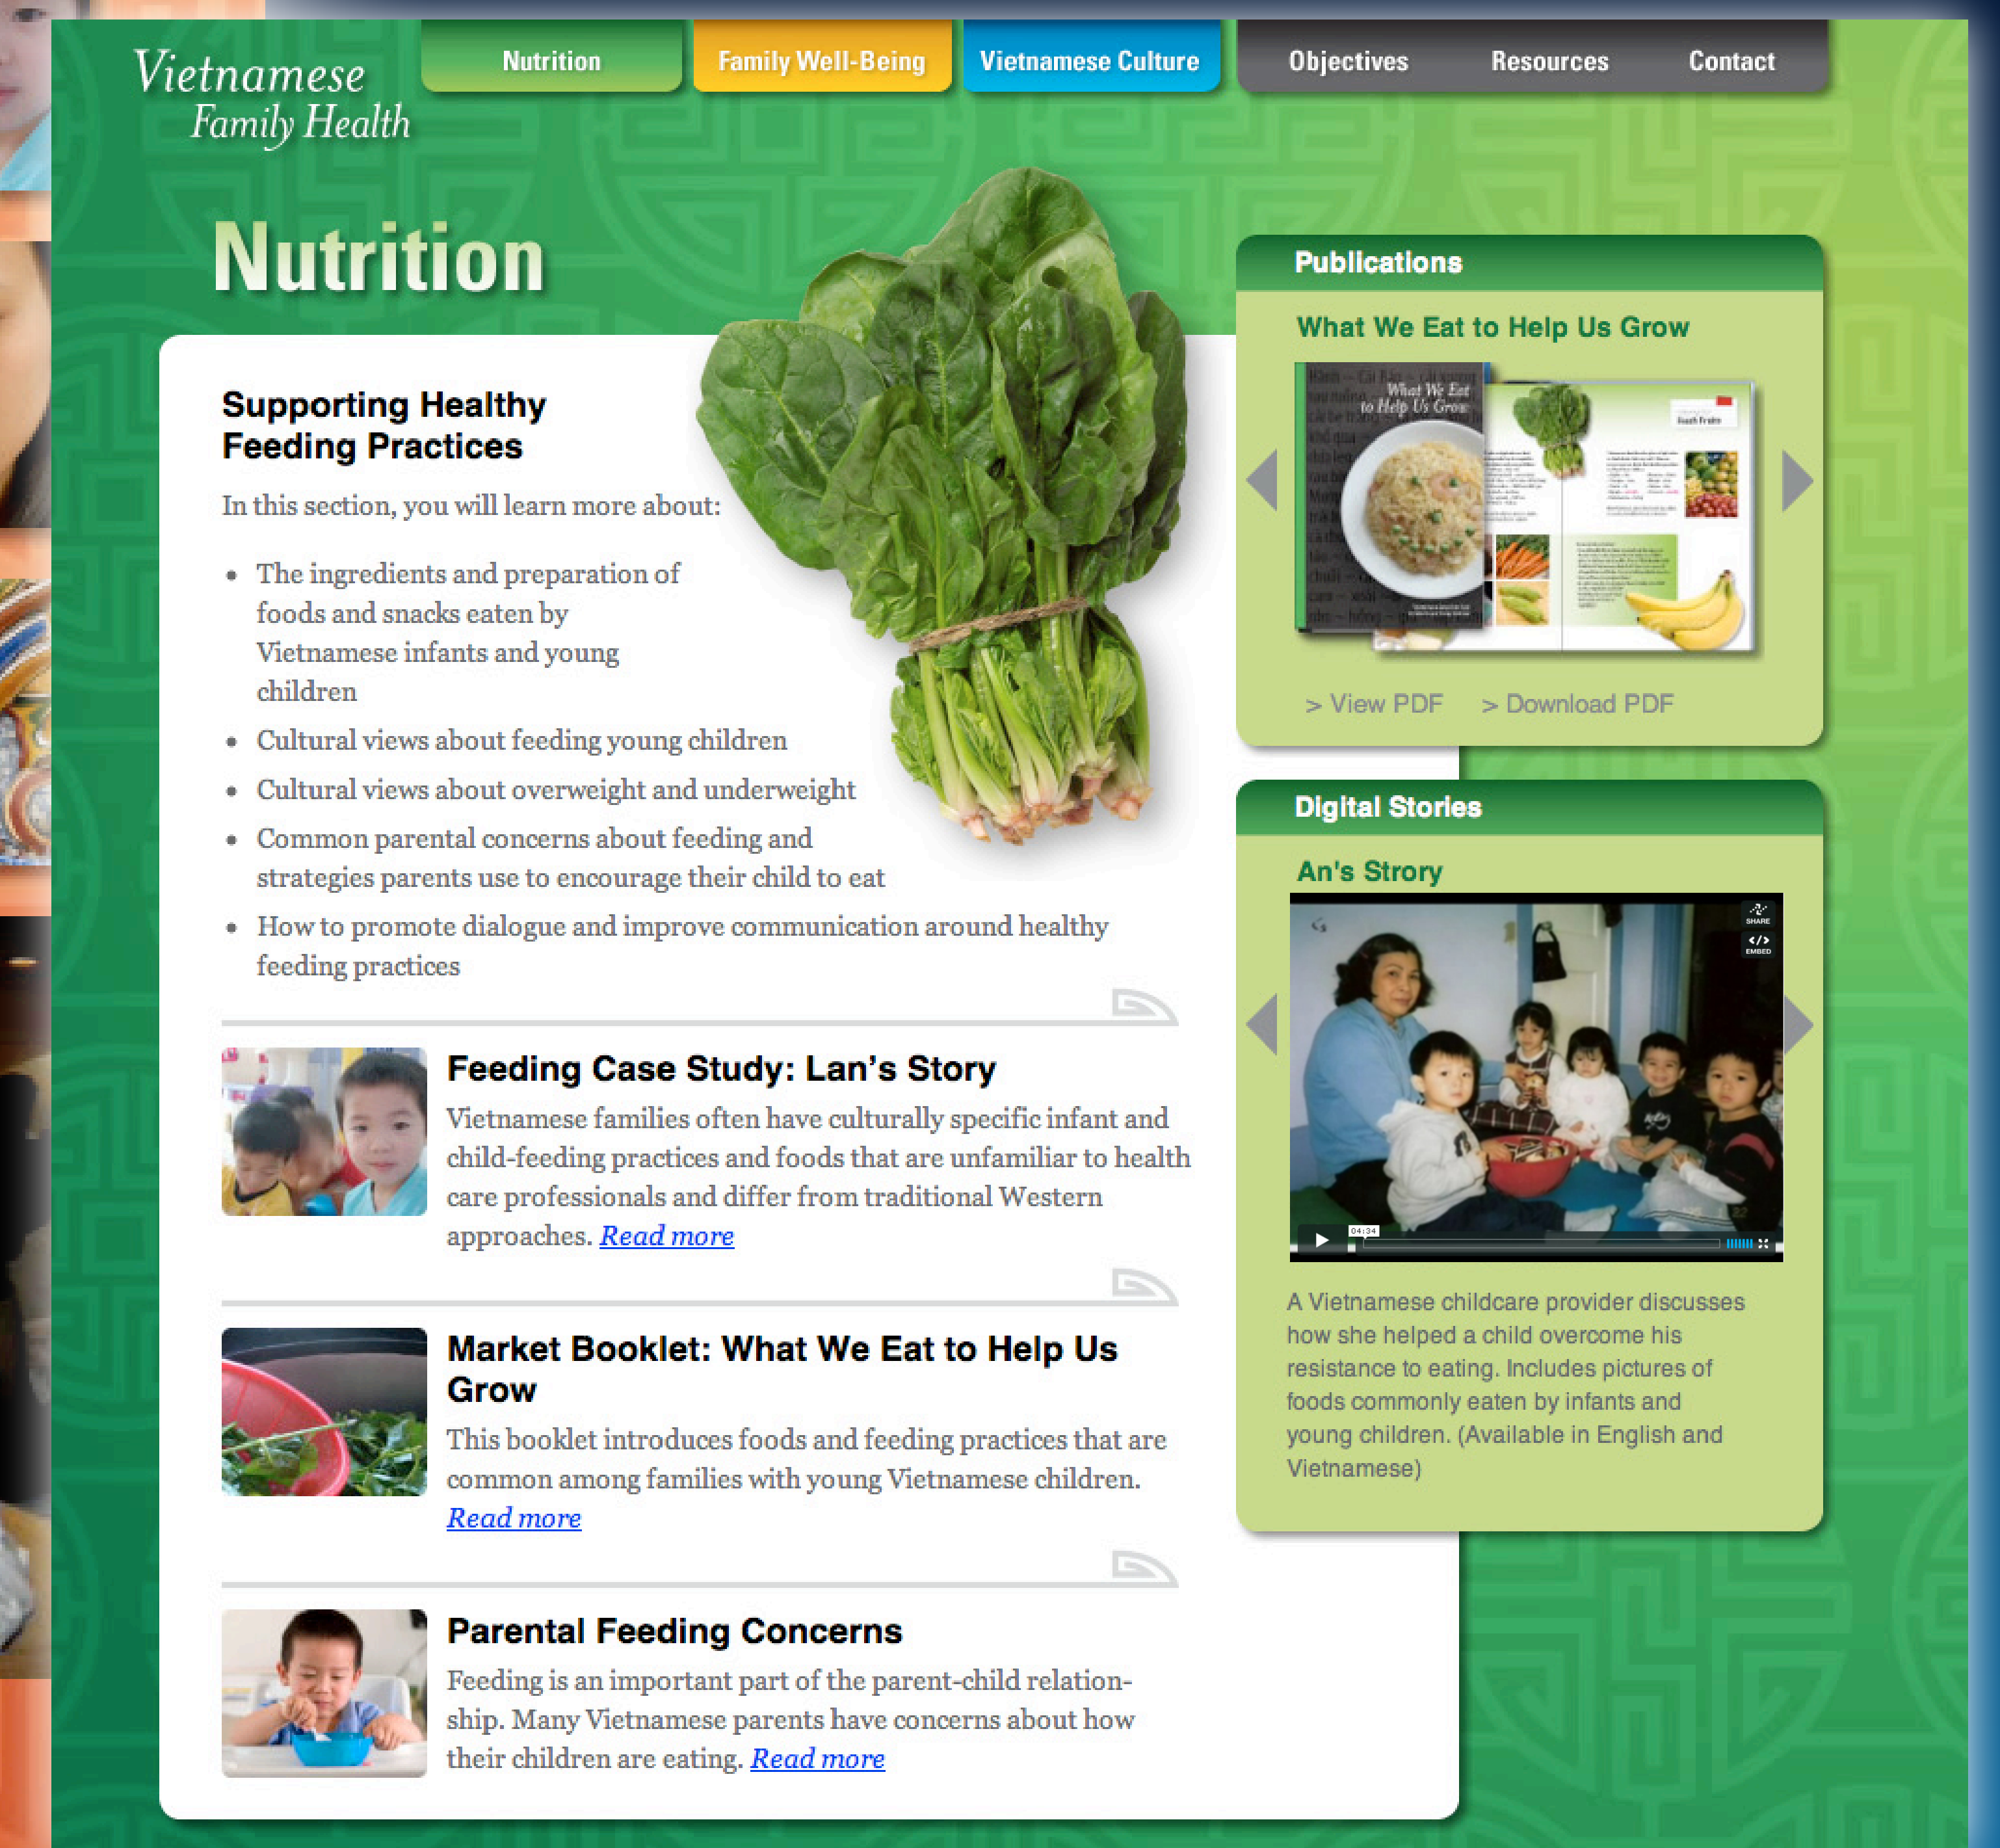 Vietnamese
Family Health
Nutrition
Family Well-Being
Vietnamese Culture
Objectives
Resources
Contact
Nutrition
Supporting Healthy
Feeding Practices
In this section, you will learn more about:
• The ingredients and preparation of
foods and snacks eaten by
Vietnamese infants and young
children
• Cultural views about feeding young children
• Cultural views about overweight and underweight
• Common parental concerns about feeding and
strategies parents use to encourage their child to eat
• How to promote dialogue and improve communication around healthy
feeding practices
Feeding Case Study: Lan’s Story
Vietnamese families often have culturally specific infant and
child-feeding practices and foods that are unfamiliar to health
care professionals and differ from traditional Western
approaches. Read more
Market Booklet: What We Eat to Help Us
Grow
This booklet introduces foods and feeding practices that are
common among families with young Vietnamese children.
Read more
Parental Feeding Concerns
Feeding is an important part of the parent-child relation-
ship. Many Vietnamese parents have concerns about how
their children are eating. Read more
Publications
What We Eat to Help Us Grow
What We Eat
to Help Us Grow
Fresh Fruits
> View PDF
> Download PDF
Digital Stories
An's Strory
SHARE
</>
EMBED
04:34
A Vietnamese childcare provider discusses
how she helped a child overcome his
resistance to eating. Includes pictures of
foods commonly eaten by infants and
young children. (Available in English and
Vietnamese)